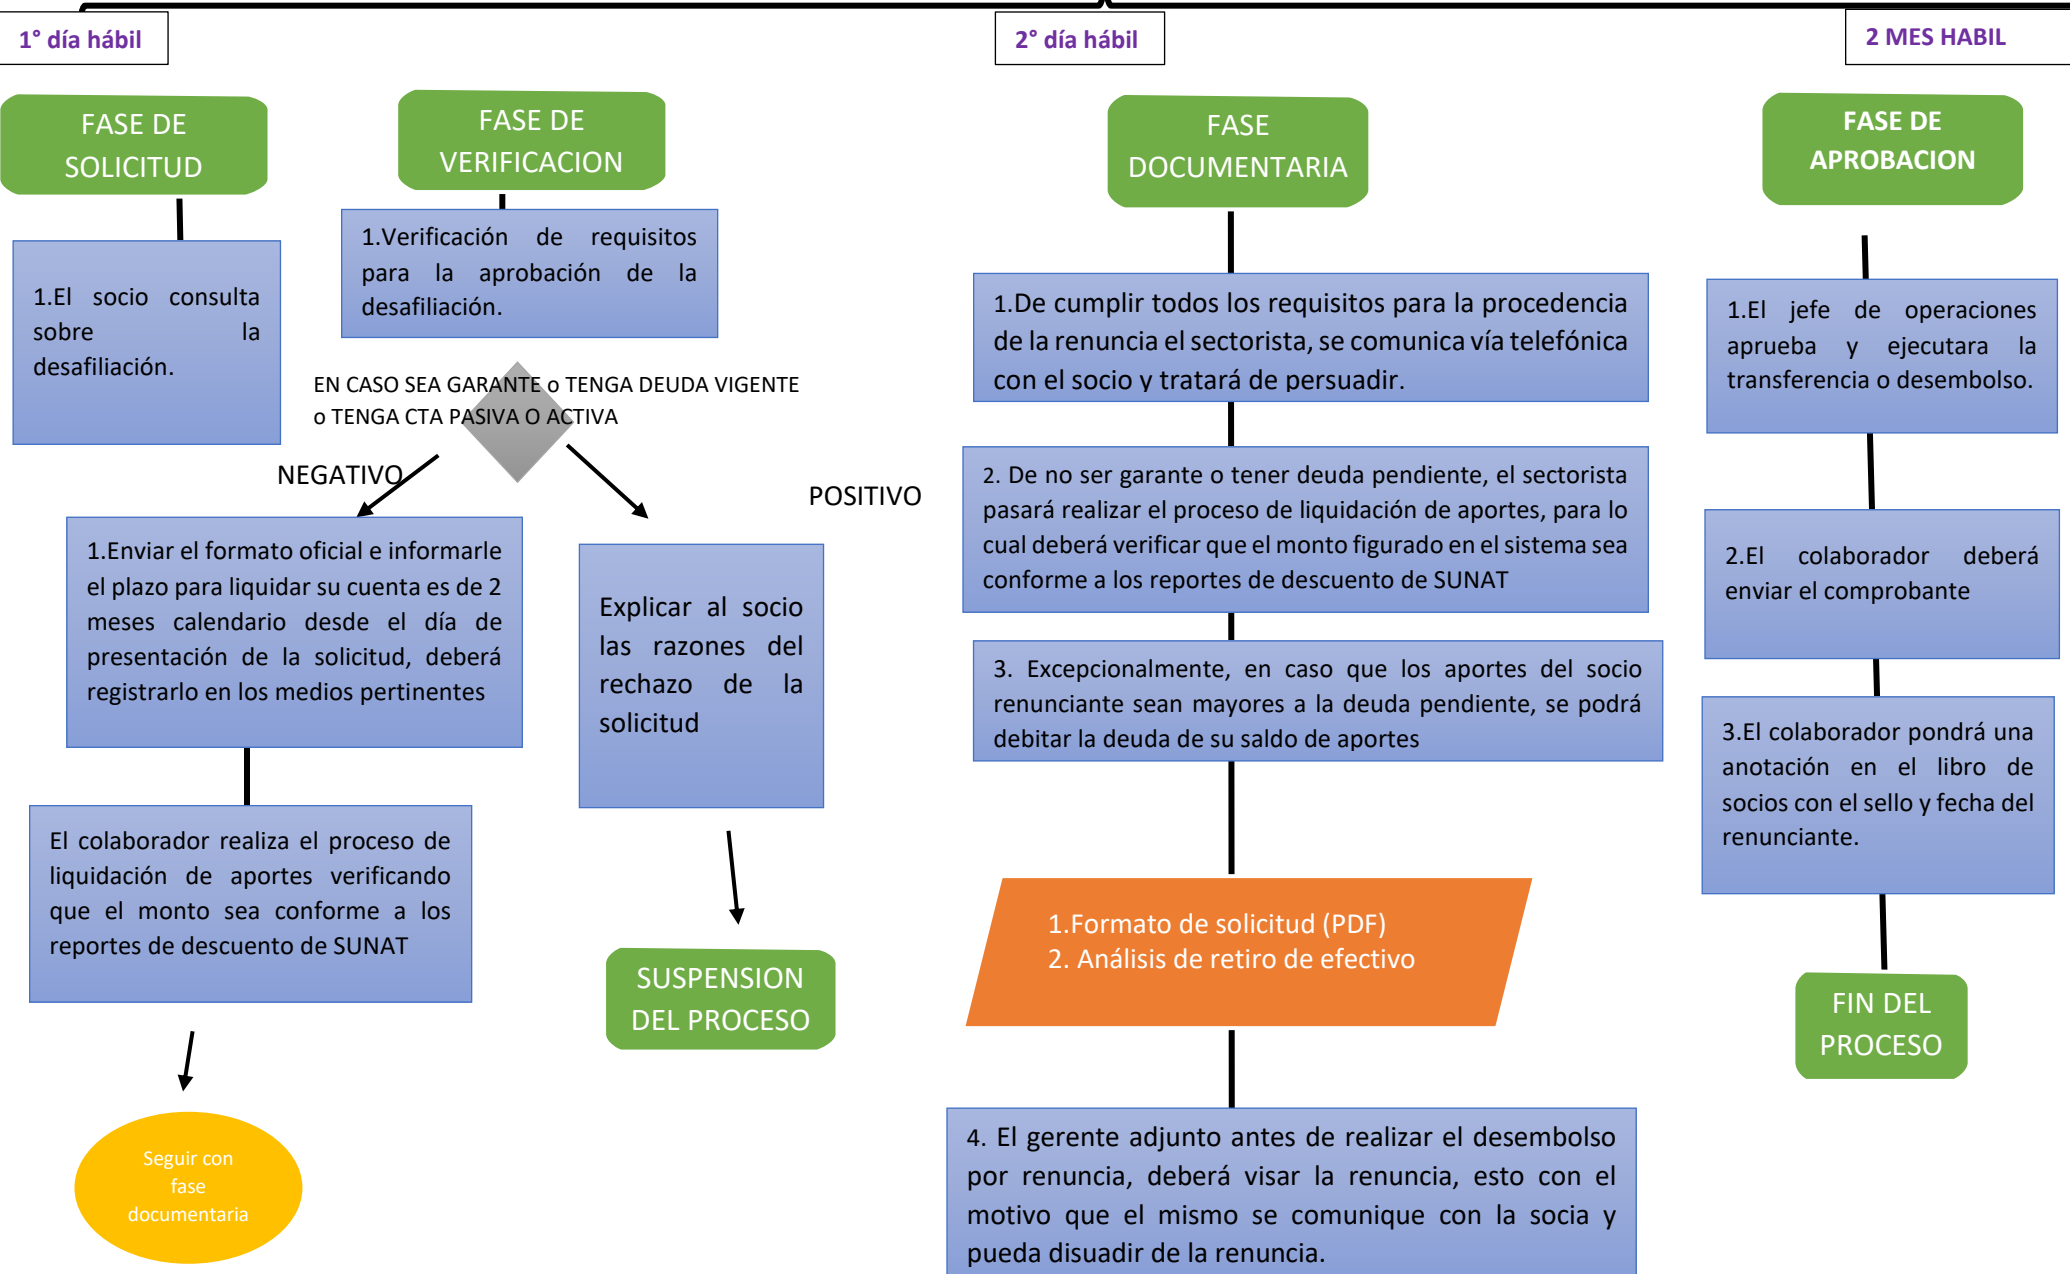 1° día hábil
2° día hábil
2 MES HABIL
FASE DE
SOLICITUD
1.El socio consulta
sobre la
desafiliación.
FASE DE
VERIFICACION
1.Verificación de requisitos
para la aprobación de la
desafiliación.
EN CASO SEA GARANTE o TENGA DEUDA VIGENTE
o TENGA CTA PASIVA O ACTIVA
NEGATIVO
POSITIVO
1.Enviar el formato oficial e informarle
el plazo para liquidar su cuenta es de 2
meses calendario desde el día de
presentación de la solicitud, deberá
registrarlo en los medios pertinentes
El colaborador realiza el proceso de
liquidación de aportes verificando
que el monto sea conforme a los
reportes de descuento de SUNAT
Seguir con
fase
documentaria
Explicar al socio
las razones del
rechazo de la
solicitud
SUSPENSION
DEL PROCESO
FASE
DOCUMENTARIA
1.De cumplir todos los requisitos para la procedencia
de la renuncia el sectorista, se comunica vía telefónica
con el socio y tratará de persuadir.
2. De no ser garante o tener deuda pendiente, el sectorista
pasará realizar el proceso de liquidación de aportes, para lo
cual deberá verificar que el monto figurado en el sistema sea
conforme a los reportes de descuento de SUNAT
3. Excepcionalmente, en caso que los aportes del socio
renunciante sean mayores a la deuda pendiente, se podrá
debitar la deuda de su saldo de aportes
1.Formato de solicitud (PDF)
2. Análisis de retiro de efectivo
4. El gerente adjunto antes de realizar el desembolso
por renuncia, deberá visar la renuncia, esto con el
motivo que el mismo se comunique con la socia y
pueda disuadir de la renuncia.
FASE DE
APROBACION
1.El jefe de operaciones
aprueba y ejecutara la
transferencia o desembolso.
2.El colaborador deberá
enviar el comprobante
3.El colaborador pondrá una
anotación en el libro de
socios con el sello y fecha del
renunciante.
FIN DEL
PROCESO